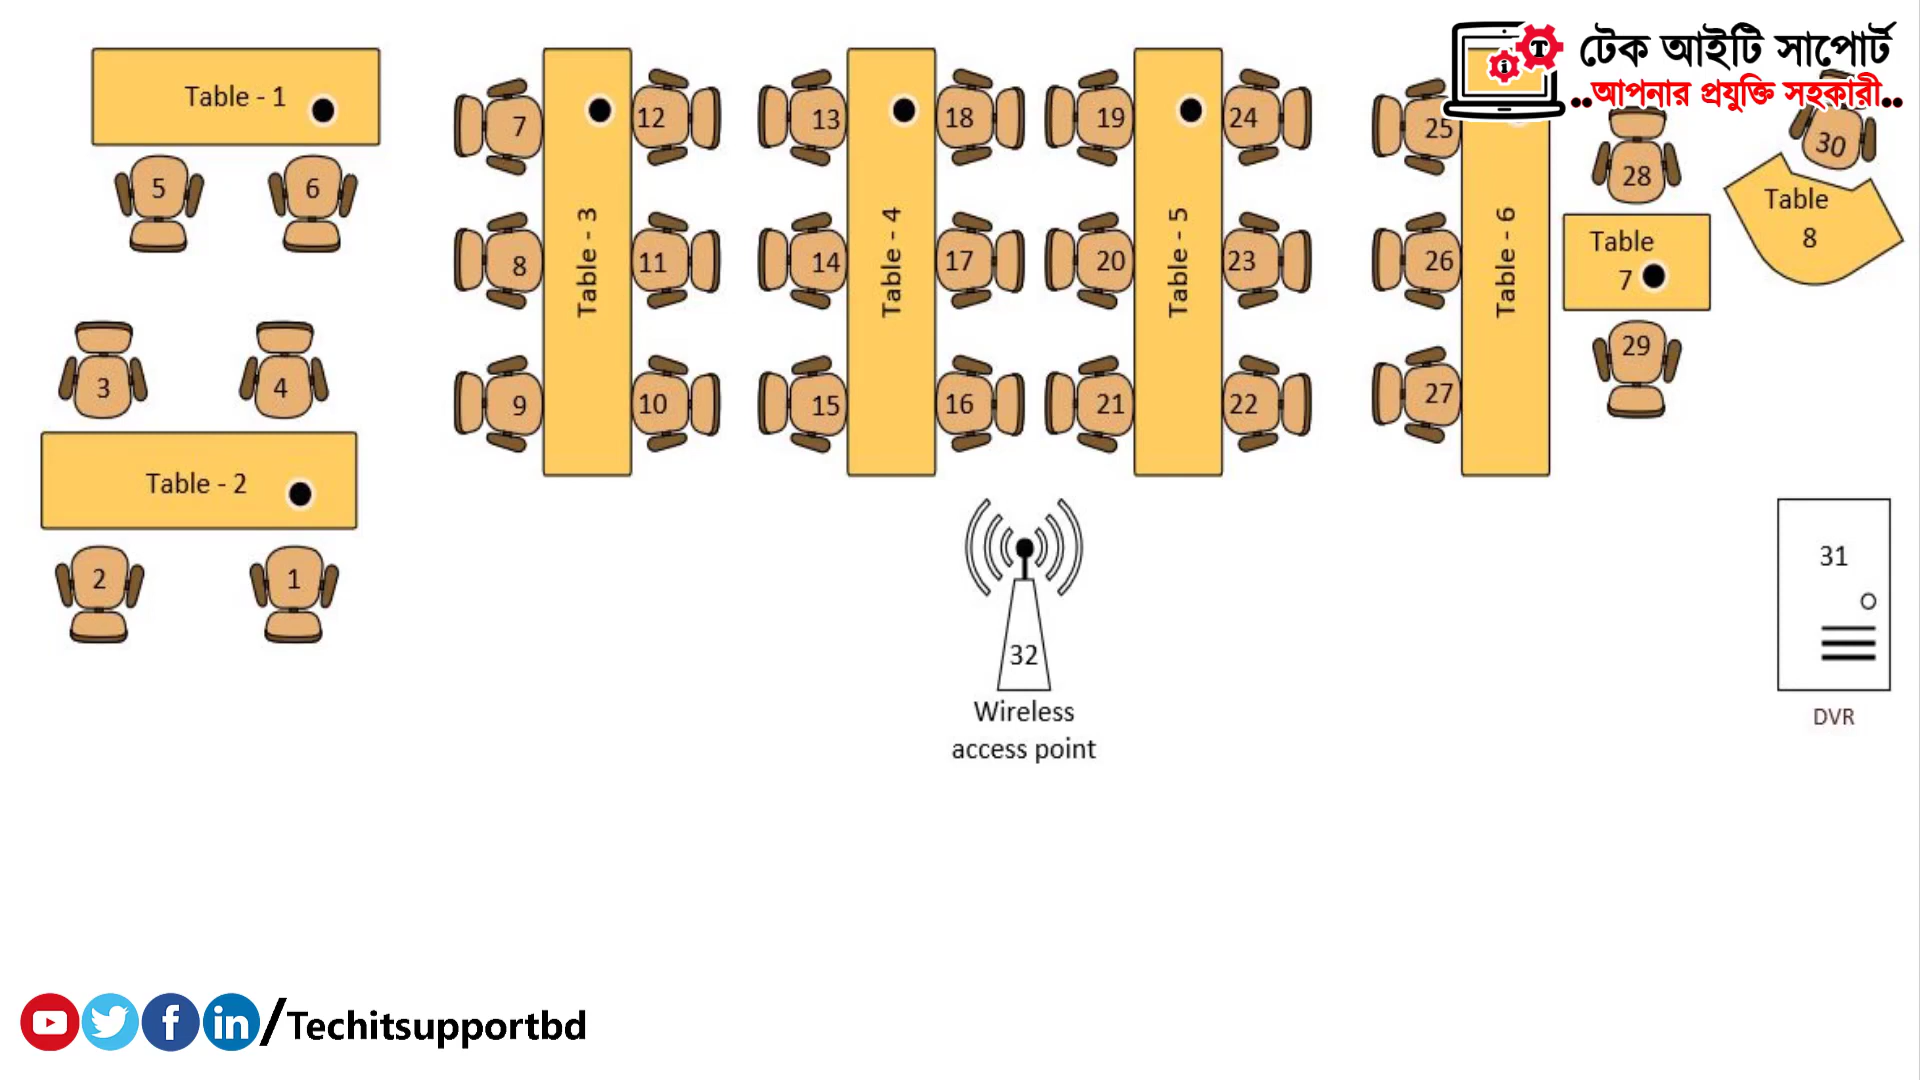 Table - 1
5
6
3
4
Table - 2
2
1
7
12
8
11
9
10
Table - 3
13
18
14
17
15
16
Table - 4
19
24
20
23
21
22
Table - 5
25
26
27
Table - 6
28
Table
7
29
30
Table
8
31
DVR
32
Wireless
access point
টেক আইটি সাপোর্ট
..আপনার প্রযুক্তি সহকারী..
T
i
/Techitsupportbd